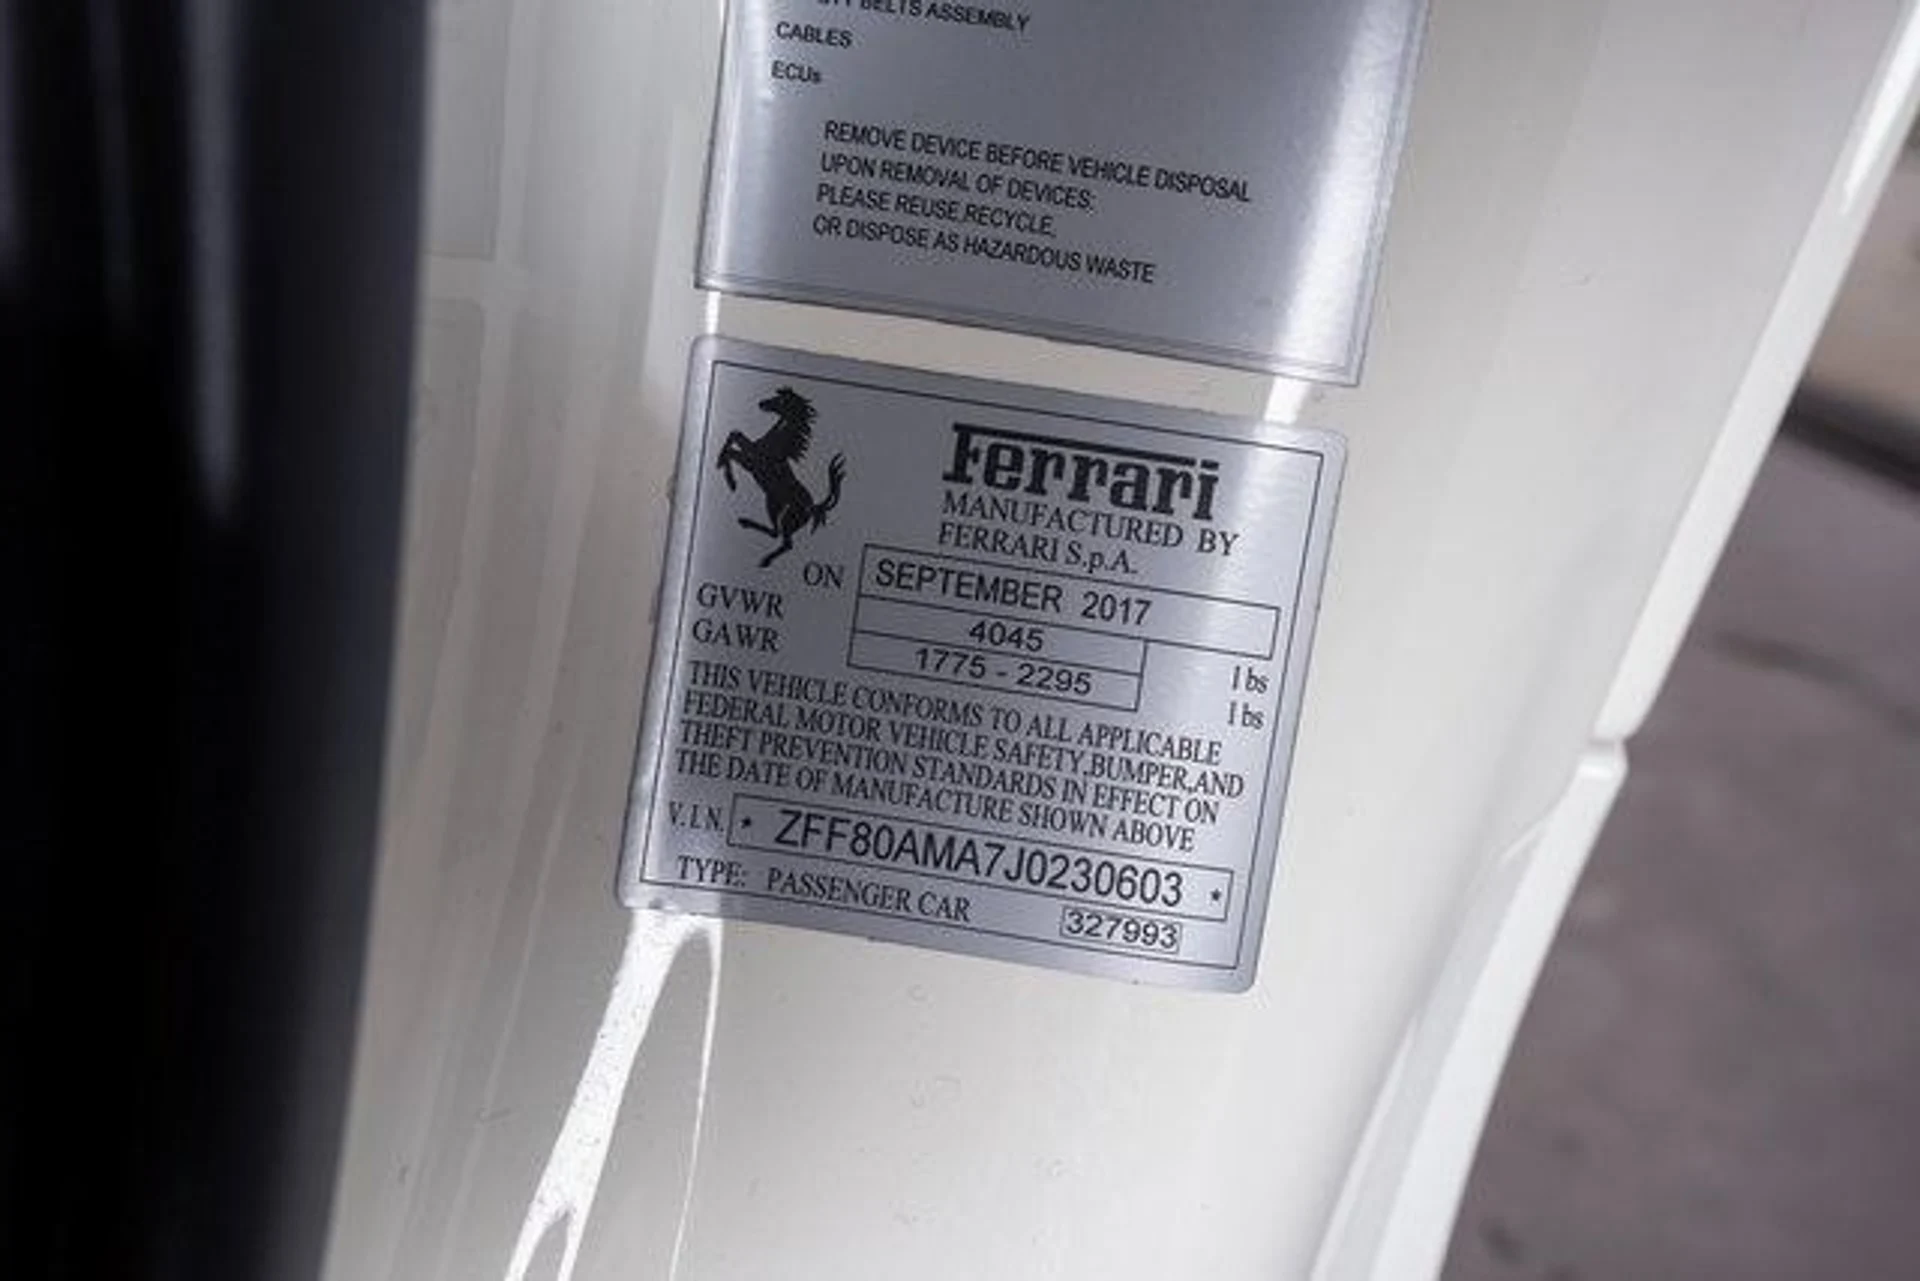 BELTS ASSEMBLY
CABLES
ECUs
REMOVE DEVICE BEFORE VEHICLE DISPOSAL
UPON REMOVAL OF DEVICES;
PLEASE REUSE,RECYCLE,
OR DISPOSE AS HAZARDOUS WASTE
Ferrari
MANUFACTURED BY
FERRARI S.p.A.
ON SEPTEMBER 2017
GVWR 4045 lbs
GAWR 1775 - 2295 lbs
THIS VEHICLE CONFORMS TO ALL APPLICABLE
FEDERAL MOTOR VEHICLE SAFETY,BUMPER,AND
THEFT PREVENTION STANDARDS IN EFFECT ON
THE DATE OF MANUFACTURE SHOWN ABOVE
V.I.N. * ZFF80AMA7J0230603 *
TYPE: PASSENGER CAR 327993